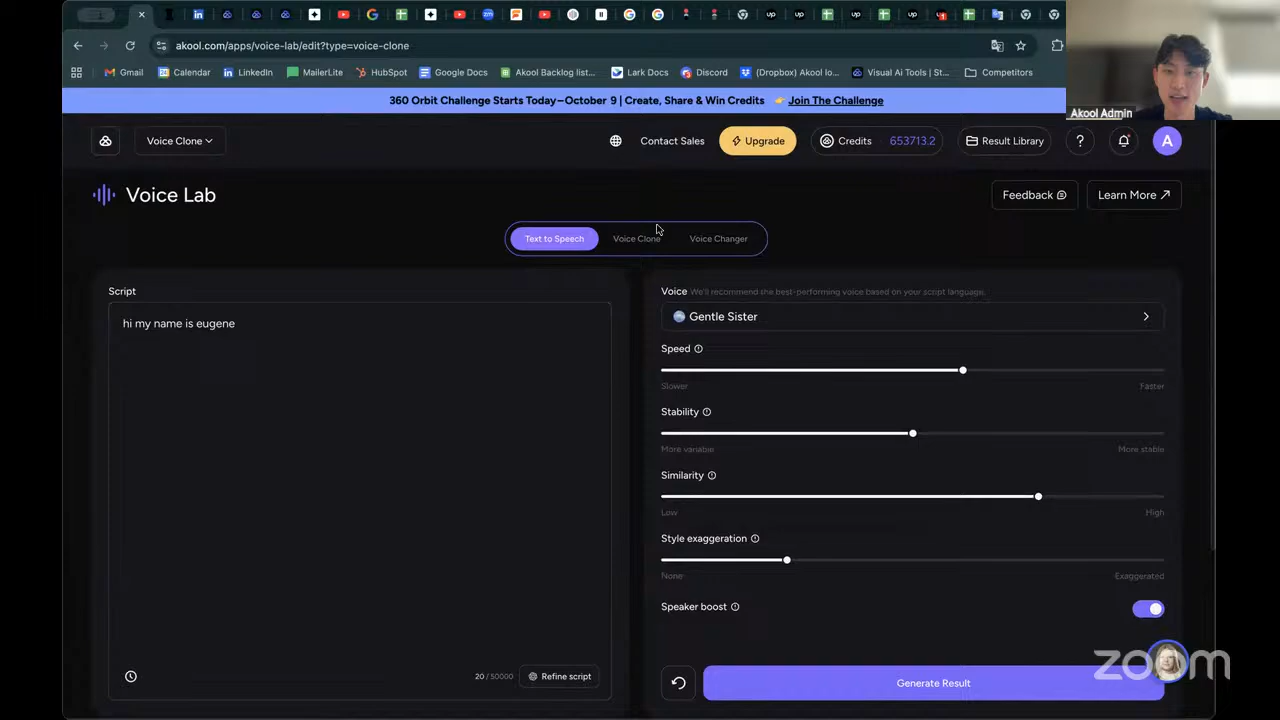 akool.com/apps/voice-lab/edit?type=voice-clone
Gmail
Calendar
LinkedIn
MailerLite
HubSpot
Google Docs
Akool Backlog list...
Lark Docs
Discord
(Dropbox) Akool lo...
Visual Ai Tools | St...
Competitors
Akool Admin
360 Orbit Challenge Starts Today–October 9 | Create, Share & Win Credits 👉 Join The Challenge
Voice Clone
Contact Sales
Upgrade
Credits 653713.2
Result Library
?
A
Voice Lab
Feedback
Learn More
Text to Speech
Voice Clone
Voice Changer
Script
hi my name is eugene
20 / 50000
Refine script
Voice We'll recommend the best-performing voice based on your script language.
Gentle Sister
Speed
Slower
Faster
Stability
More variable
More stable
Similarity
Low
High
Style exaggeration
None
Exaggerated
Speaker boost
Generate Result
zoom